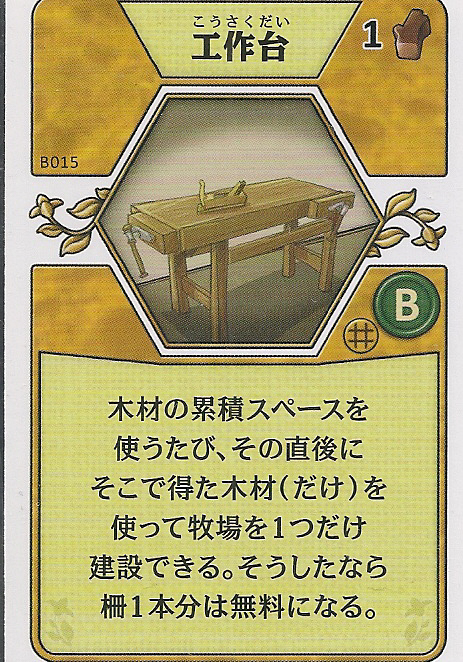 こうさくだい
工作台
1
B015
B
木材の累積スペースを
使うたび、その直後に
そこで得た木材(だけ)を
使って牧場を1つだけ
建設できる。そうしたなら
柵1本分は無料になる。